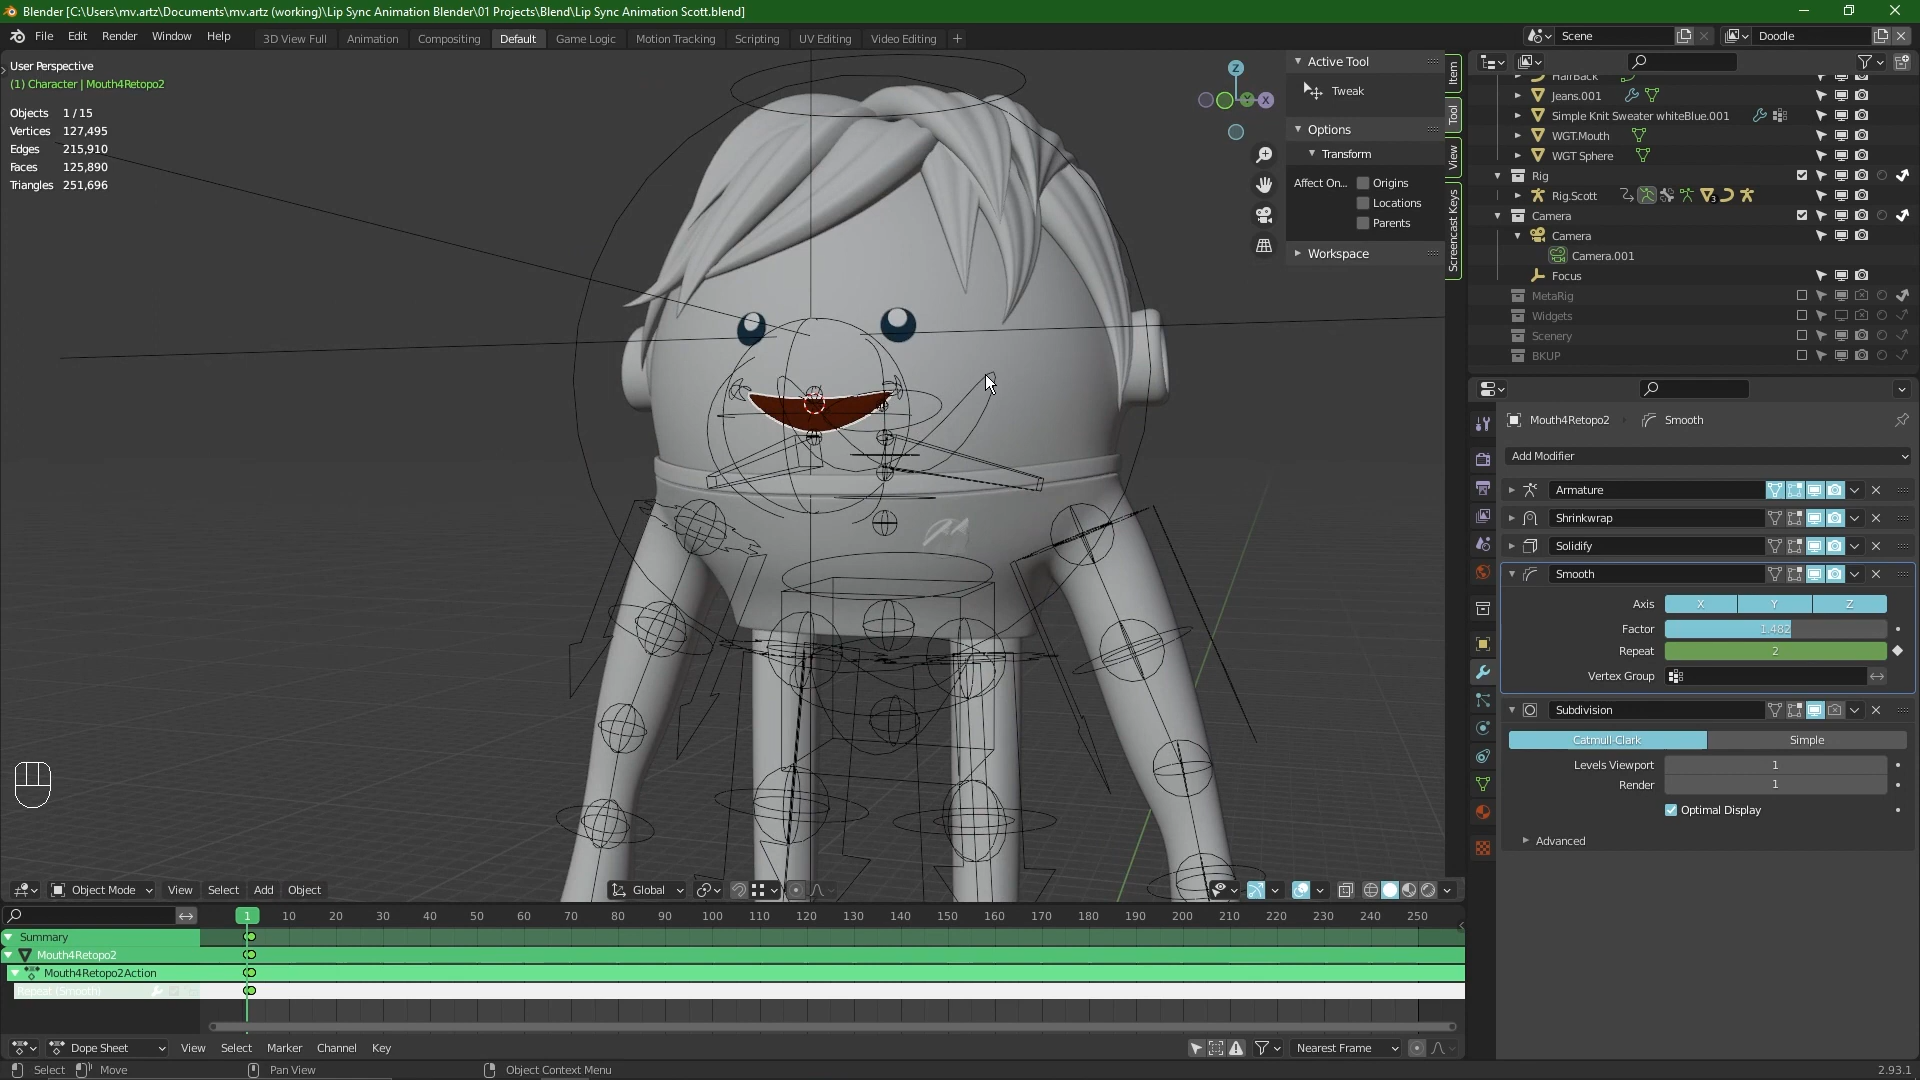 Blender [C:\Users\mv.artz\Documents\mv.artz (working)\Lip Sync Animation Blender\01 Projects\Blend\Lip Sync Animation Scott.blend]
File Edit Render Window Help
3D View Full Animation Compositing Default Game Logic Motion Tracking Scripting UV Editing Video Editing +
Scene
Doodle
User Perspective
(1) Character | Mouth4Retopo2
Objects 1 / 15
Vertices 127,495
Edges 215,910
Faces 125,890
Triangles 251,696
Z
Y
X
Active Tool
Tweak
Options
Transform
Affect On...
Origins
Locations
Parents
Workspace
Item
Tool
View
Screencast Keys
HairBack
Jeans.001
Simple Knit Sweater whiteBlue.001
WGT.Mouth
WGT Sphere
Rig
Rig.Scott
3
Camera
Camera
Camera.001
Focus
MetaRig
Widgets
Scenery
BKUP
Mouth4Retopo2 Smooth
Add Modifier
Armature
Shrinkwrap
Solidify
Smooth
Axis X Y Z
Factor 1.482
Repeat 2
Vertex Group
Subdivision
Catmull-Clark Simple
Levels Viewport 1
Render 1
Optimal Display
Advanced
Object Mode View Select Add Object
Global
1 10 20 30 40 50 60 70 80 90 100 110 120 130 140 150 160 170 180 190 200 210 220 230 240 250
Summary
Mouth4Retopo2
Mouth4Retopo2Action
Repeat (Smooth)
Dope Sheet View Select Marker Channel Key
Nearest Frame
Select Move Pan View Object Context Menu
2.93.1